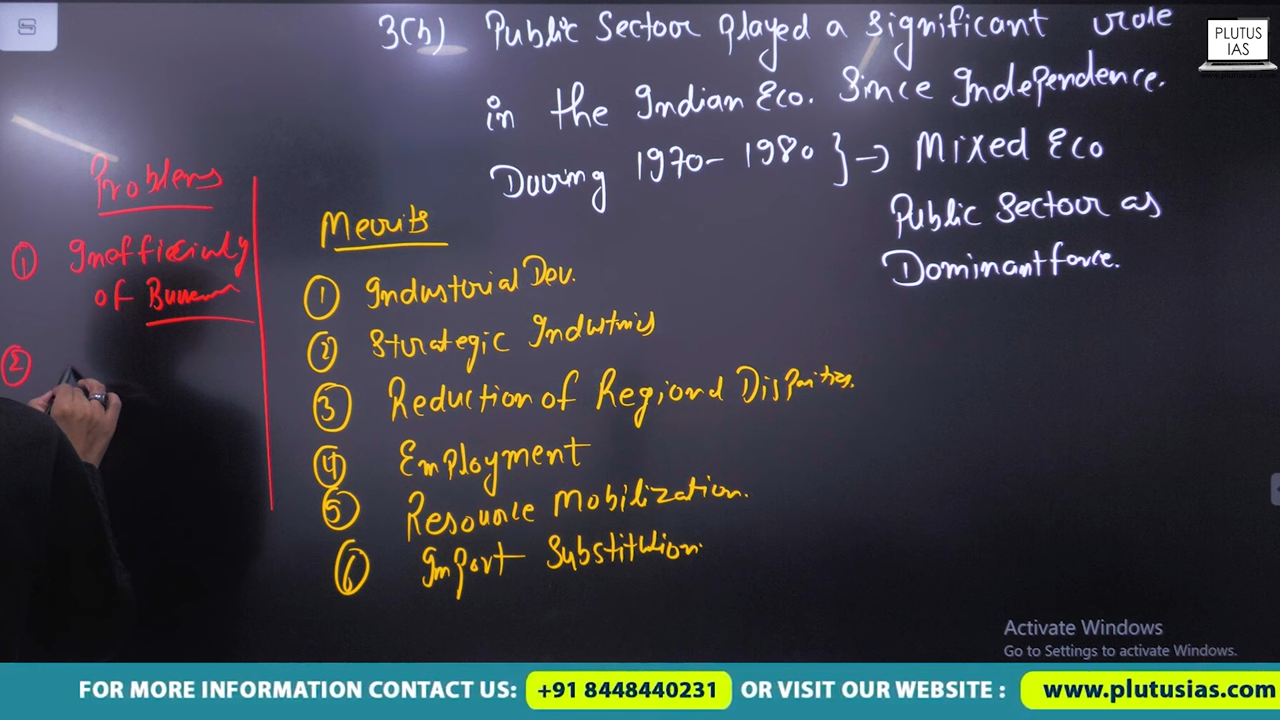 3(b) Public Sector played a significant role
in the Indian Eco. Since Independence.
During 1970-1980 }→ Mixed Eco
Public Sector as
Dominant force.
PLUTUS
IAS
www.plutusias.com
Problems
① Inefficiency
of
②
Merits
① Industrial Dev.
② Strategic Industries
③ Reduction of Regional Disparities.
④ Employment
⑤ Resource Mobilization.
⑥ Import Substitution.
Activate Windows
Go to Settings to activate Windows.
FOR MORE INFORMATION CONTACT US: +91 8448440231 OR VISIT OUR WEBSITE : www.plutusias.com